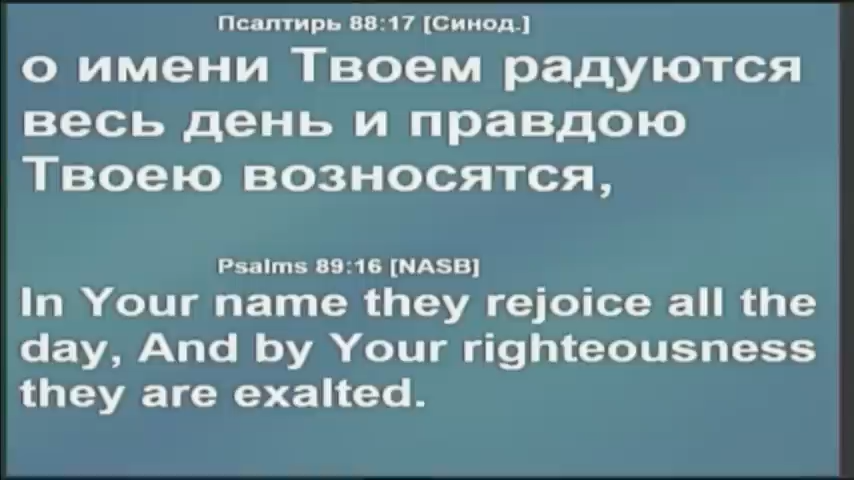 Псалтирь 88:17 [Синод.]
о имени Твоем радуются
весь день и правдою
Твоею возносятся,
Psalms 89:16 [NASB]
In Your name they rejoice all the
day, And by Your righteousness
they are exalted.